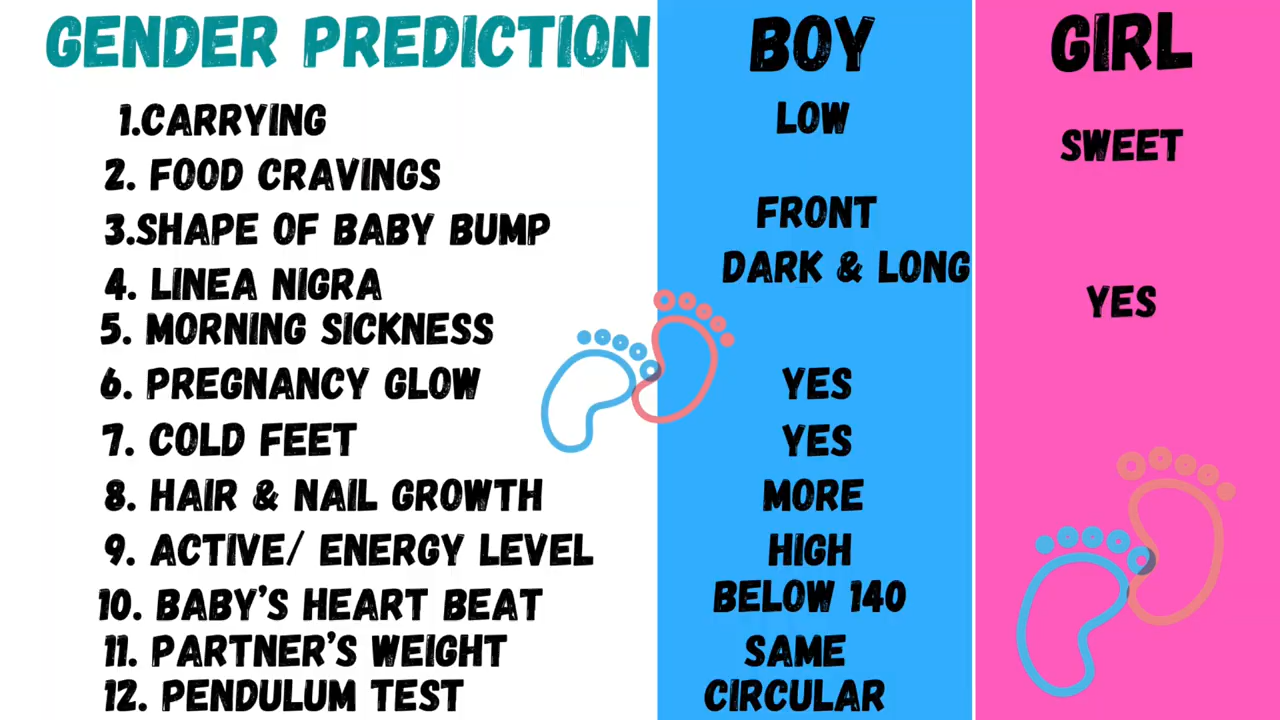 GENDER PREDICTION BOY GIRL
1.CARRYING LOW
SWEET
2. FOOD CRAVINGS
3.SHAPE OF BABY BUMP FRONT
4. LINEA NIGRA DARK & LONG
YES
5. MORNING SICKNESS
6. PREGNANCY GLOW YES
7. COLD FEET YES
8. HAIR & NAIL GROWTH MORE
9. ACTIVE/ ENERGY LEVEL HIGH
10. BABY'S HEART BEAT BELOW 140
11. PARTNER'S WEIGHT SAME
12. PENDULUM TEST CIRCULAR